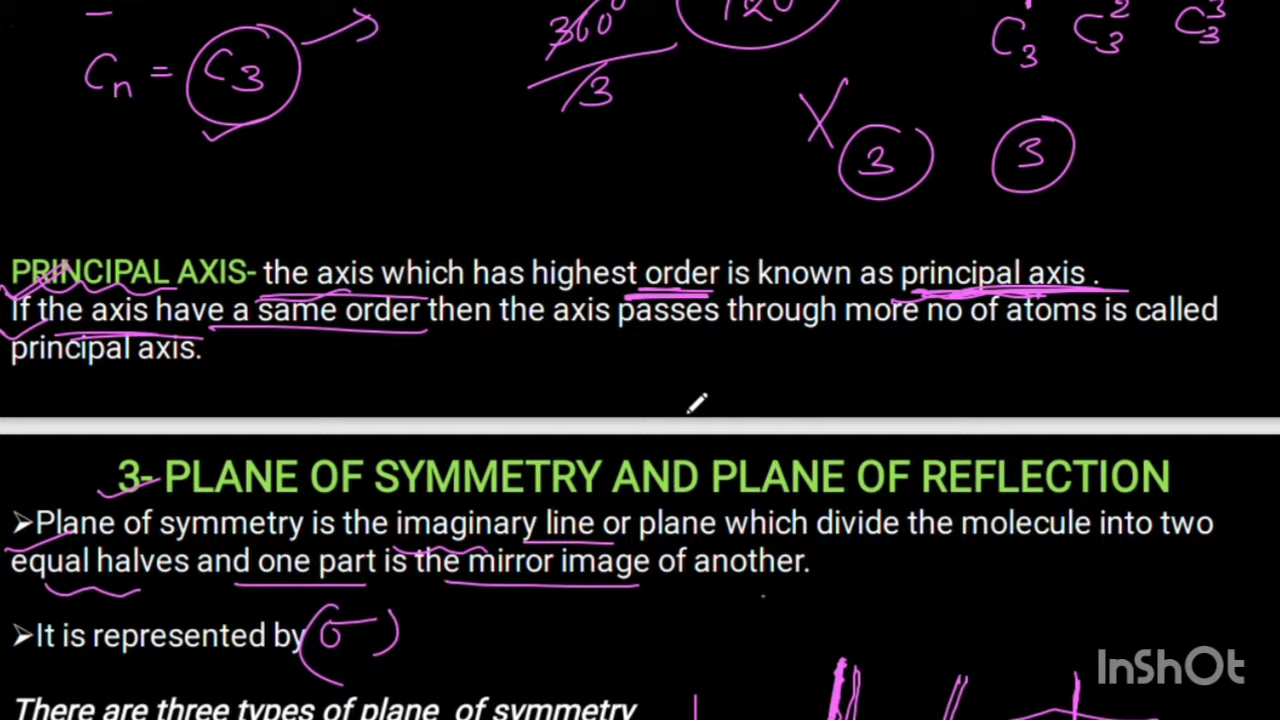 360°
120
C₃¹ C₃² C₃³
Cn = C3
/3
3 3
PRINCIPAL AXIS- the axis which has highest order is known as principal axis .
If the axis have a same order then the axis passes through more no of atoms is called
principal axis.
3- PLANE OF SYMMETRY AND PLANE OF REFLECTION
➢Plane of symmetry is the imaginary line or plane which divide the molecule into two
equal halves and one part is the mirror image of another.
➢It is represented by (σ)
There are three types of plane of symmetry
InShOt